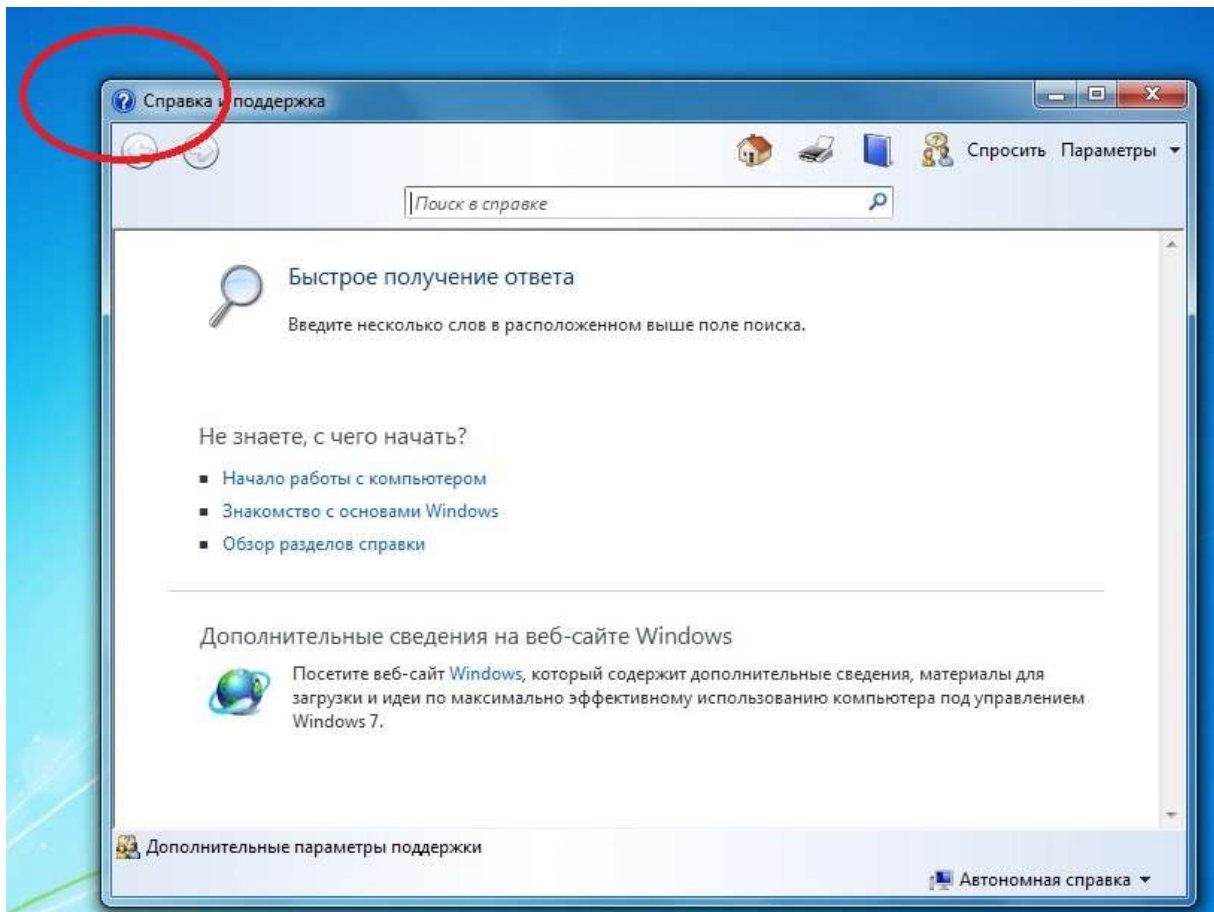 Справка и поддержка
Спросить Параметры
Поиск в справке
Быстрое получение ответа
Введите несколько слов в расположенном выше поле поиска.
Не знаете, с чего начать?
Начало работы с компьютером
Знакомство с основами Windows
Обзор разделов справки
Дополнительные сведения на веб-сайте Windows
Посетите веб-сайт Windows, который содержит дополнительные сведения, материалы для
загрузки и идеи по максимально эффективному использованию компьютера под управлением
Windows 7.
Дополнительные параметры поддержки
Автономная справка